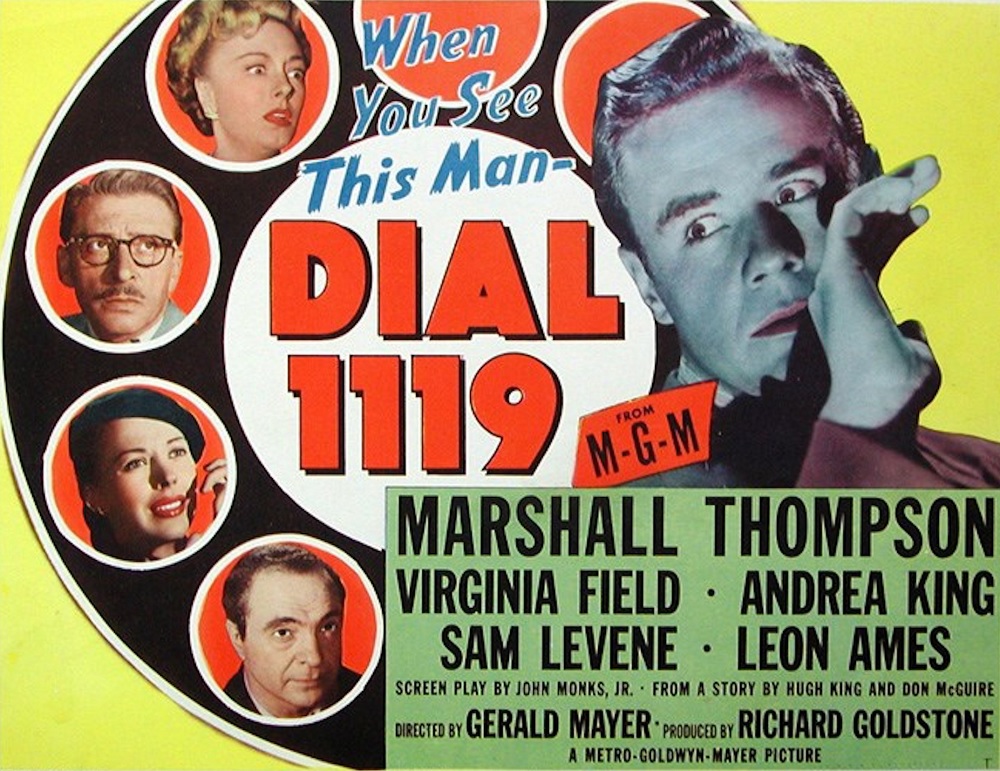 When
You See
This Man-
DIAL
1119
FROM
M-G-M
MARSHALL THOMPSON
VIRGINIA FIELD · ANDREA KING
SAM LEVENE · LEON AMES
SCREEN PLAY BY JOHN MONKS, JR. · FROM A STORY BY HUGH KING AND DON McGUIRE
DIRECTED BY GERALD MAYER · PRODUCED BY RICHARD GOLDSTONE
A METRO-GOLDWYN-MAYER PICTURE